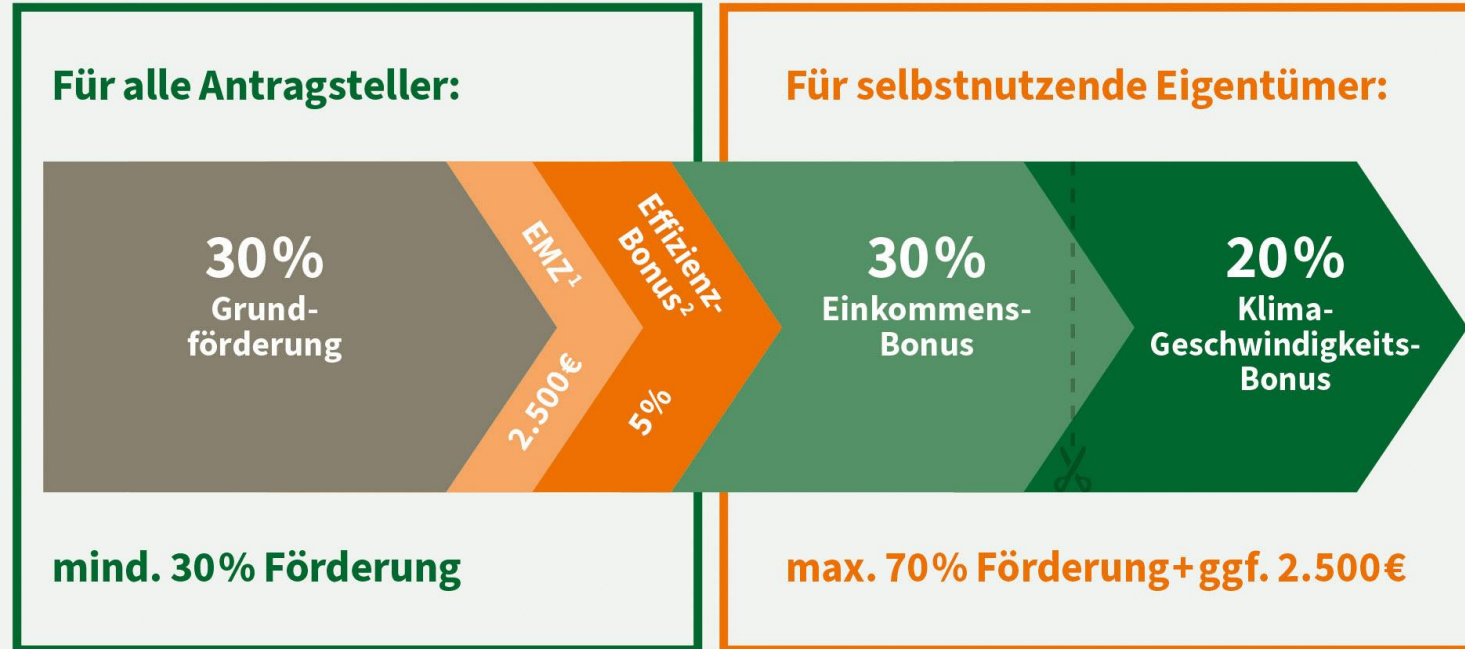 Für alle Antragsteller:
Für selbstnutzende Eigentümer:
30%
Grund-
förderung
EMZ¹
2.500€
Effizienz-
Bonus²
5%
30%
Einkommens-
Bonus
20%
Klima-
Geschwindigkeits-
Bonus
mind. 30% Förderung
max. 70% Förderung+ggf. 2.500€